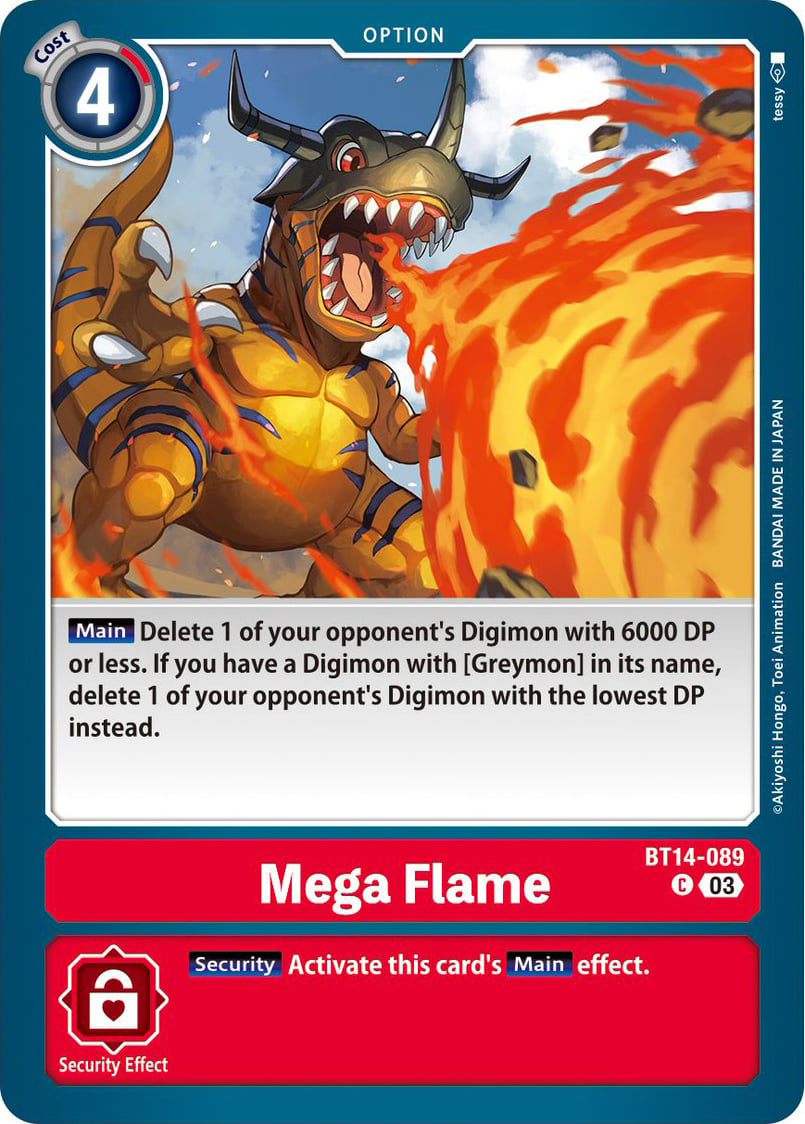 OPTION
Cost
4
tessy
Main Delete 1 of your opponent's Digimon with 6000 DP
or less. If you have a Digimon with [Greymon] in its name,
delete 1 of your opponent's Digimon with the lowest DP
instead.
©Akiyoshi Hongo, Toei Animation BANDAI MADE IN JAPAN
BT14-089
Mega Flame
C 03
Security Activate this card's Main effect.
Security Effect